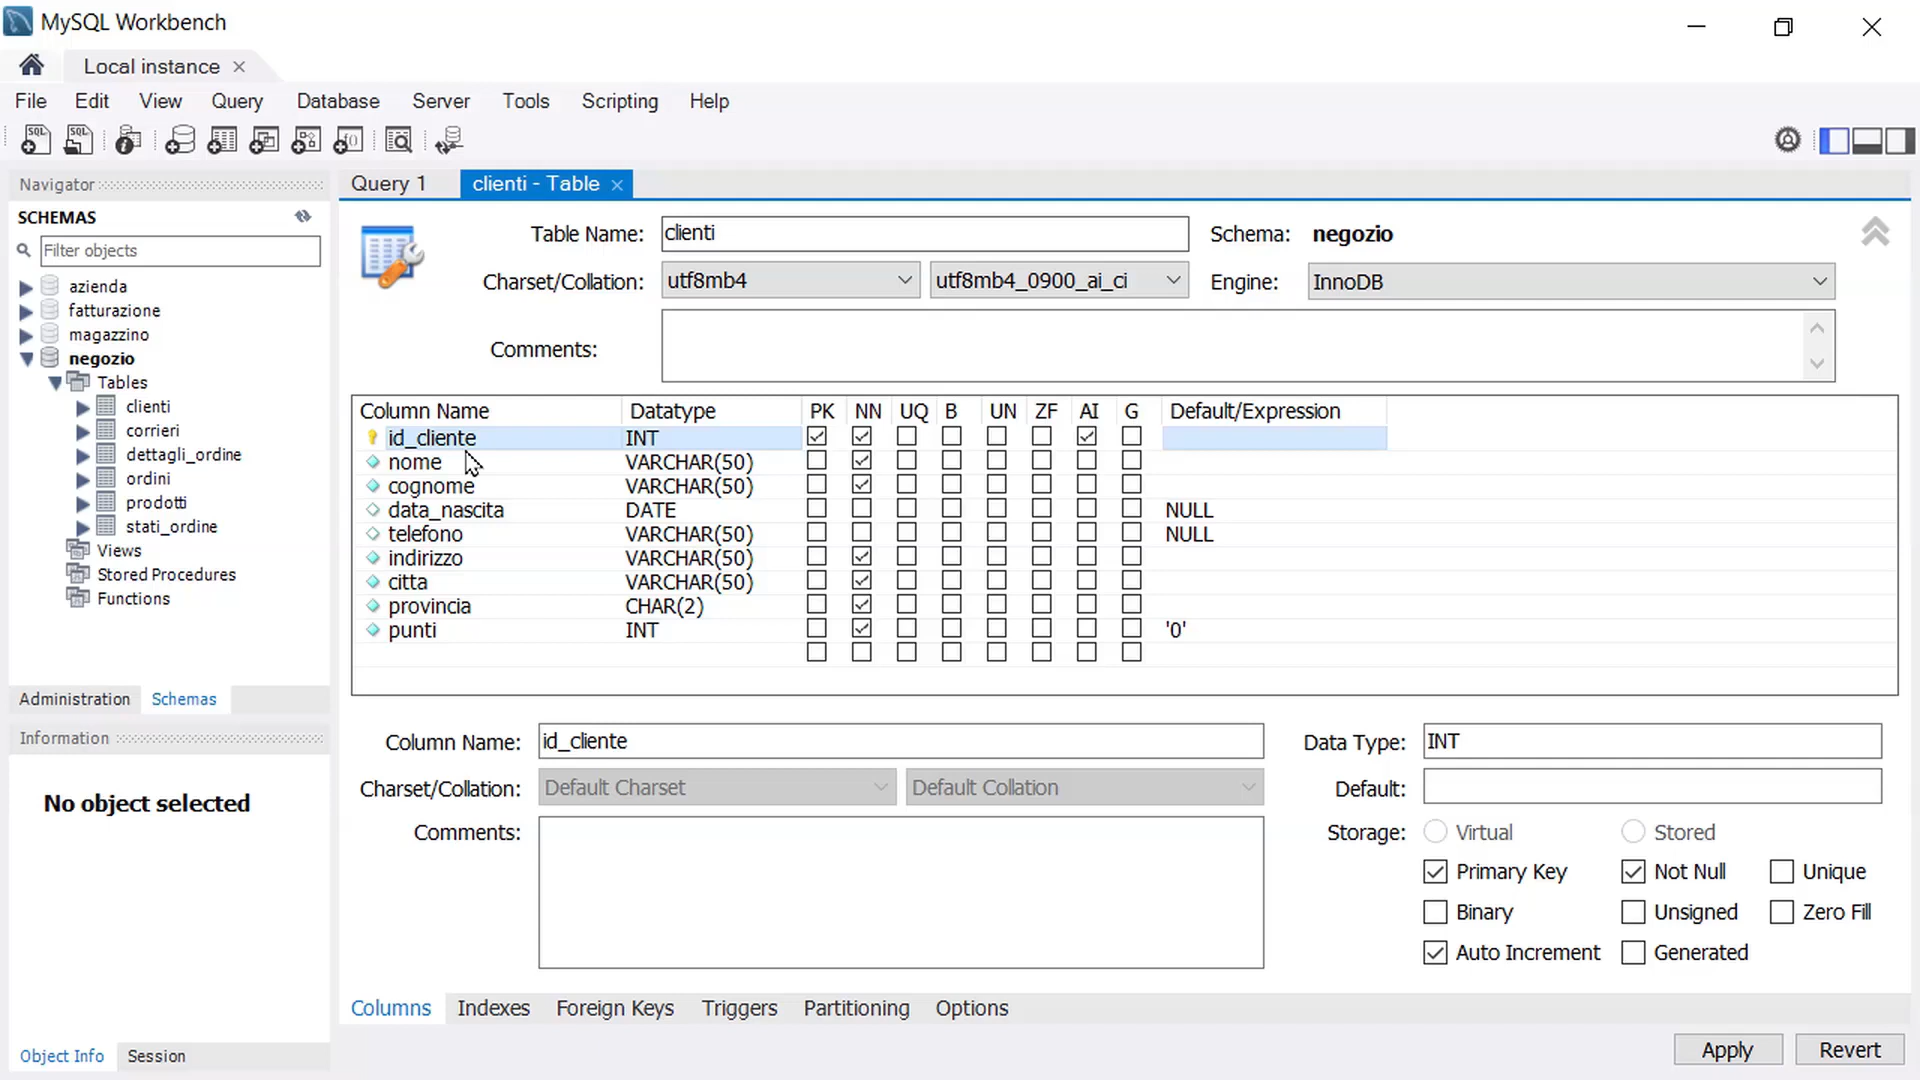 MySQL Workbench
Local instance
File Edit View Query Database Server Tools Scripting Help
Navigator
SCHEMAS
Filter objects
azienda
fatturazione
magazzino
negozio
Tables
clienti
corrieri
dettagli_ordine
ordini
prodotti
stati_ordine
Views
Stored Procedures
Functions
Administration Schemas
Information
No object selected
Object Info Session
Query 1 clienti - Table
Table Name: clienti Schema: negozio
Charset/Collation: utf8mb4 utf8mb4_0900_ai_ci Engine: InnoDB
Comments:
Column Name Datatype PK NN UQ B UN ZF AI G Default/Expression
id_cliente INT
nome VARCHAR(50)
cognome VARCHAR(50)
data_nascita DATE NULL
telefono VARCHAR(50) NULL
indirizzo VARCHAR(50)
citta VARCHAR(50)
provincia CHAR(2)
punti INT '0'
Column Name: id_cliente Data Type: INT
Charset/Collation: Default Charset Default Collation Default:
Comments: Storage: Virtual Stored
Primary Key Not Null Unique
Binary Unsigned Zero Fill
Auto Increment Generated
Columns Indexes Foreign Keys Triggers Partitioning Options
Apply Revert